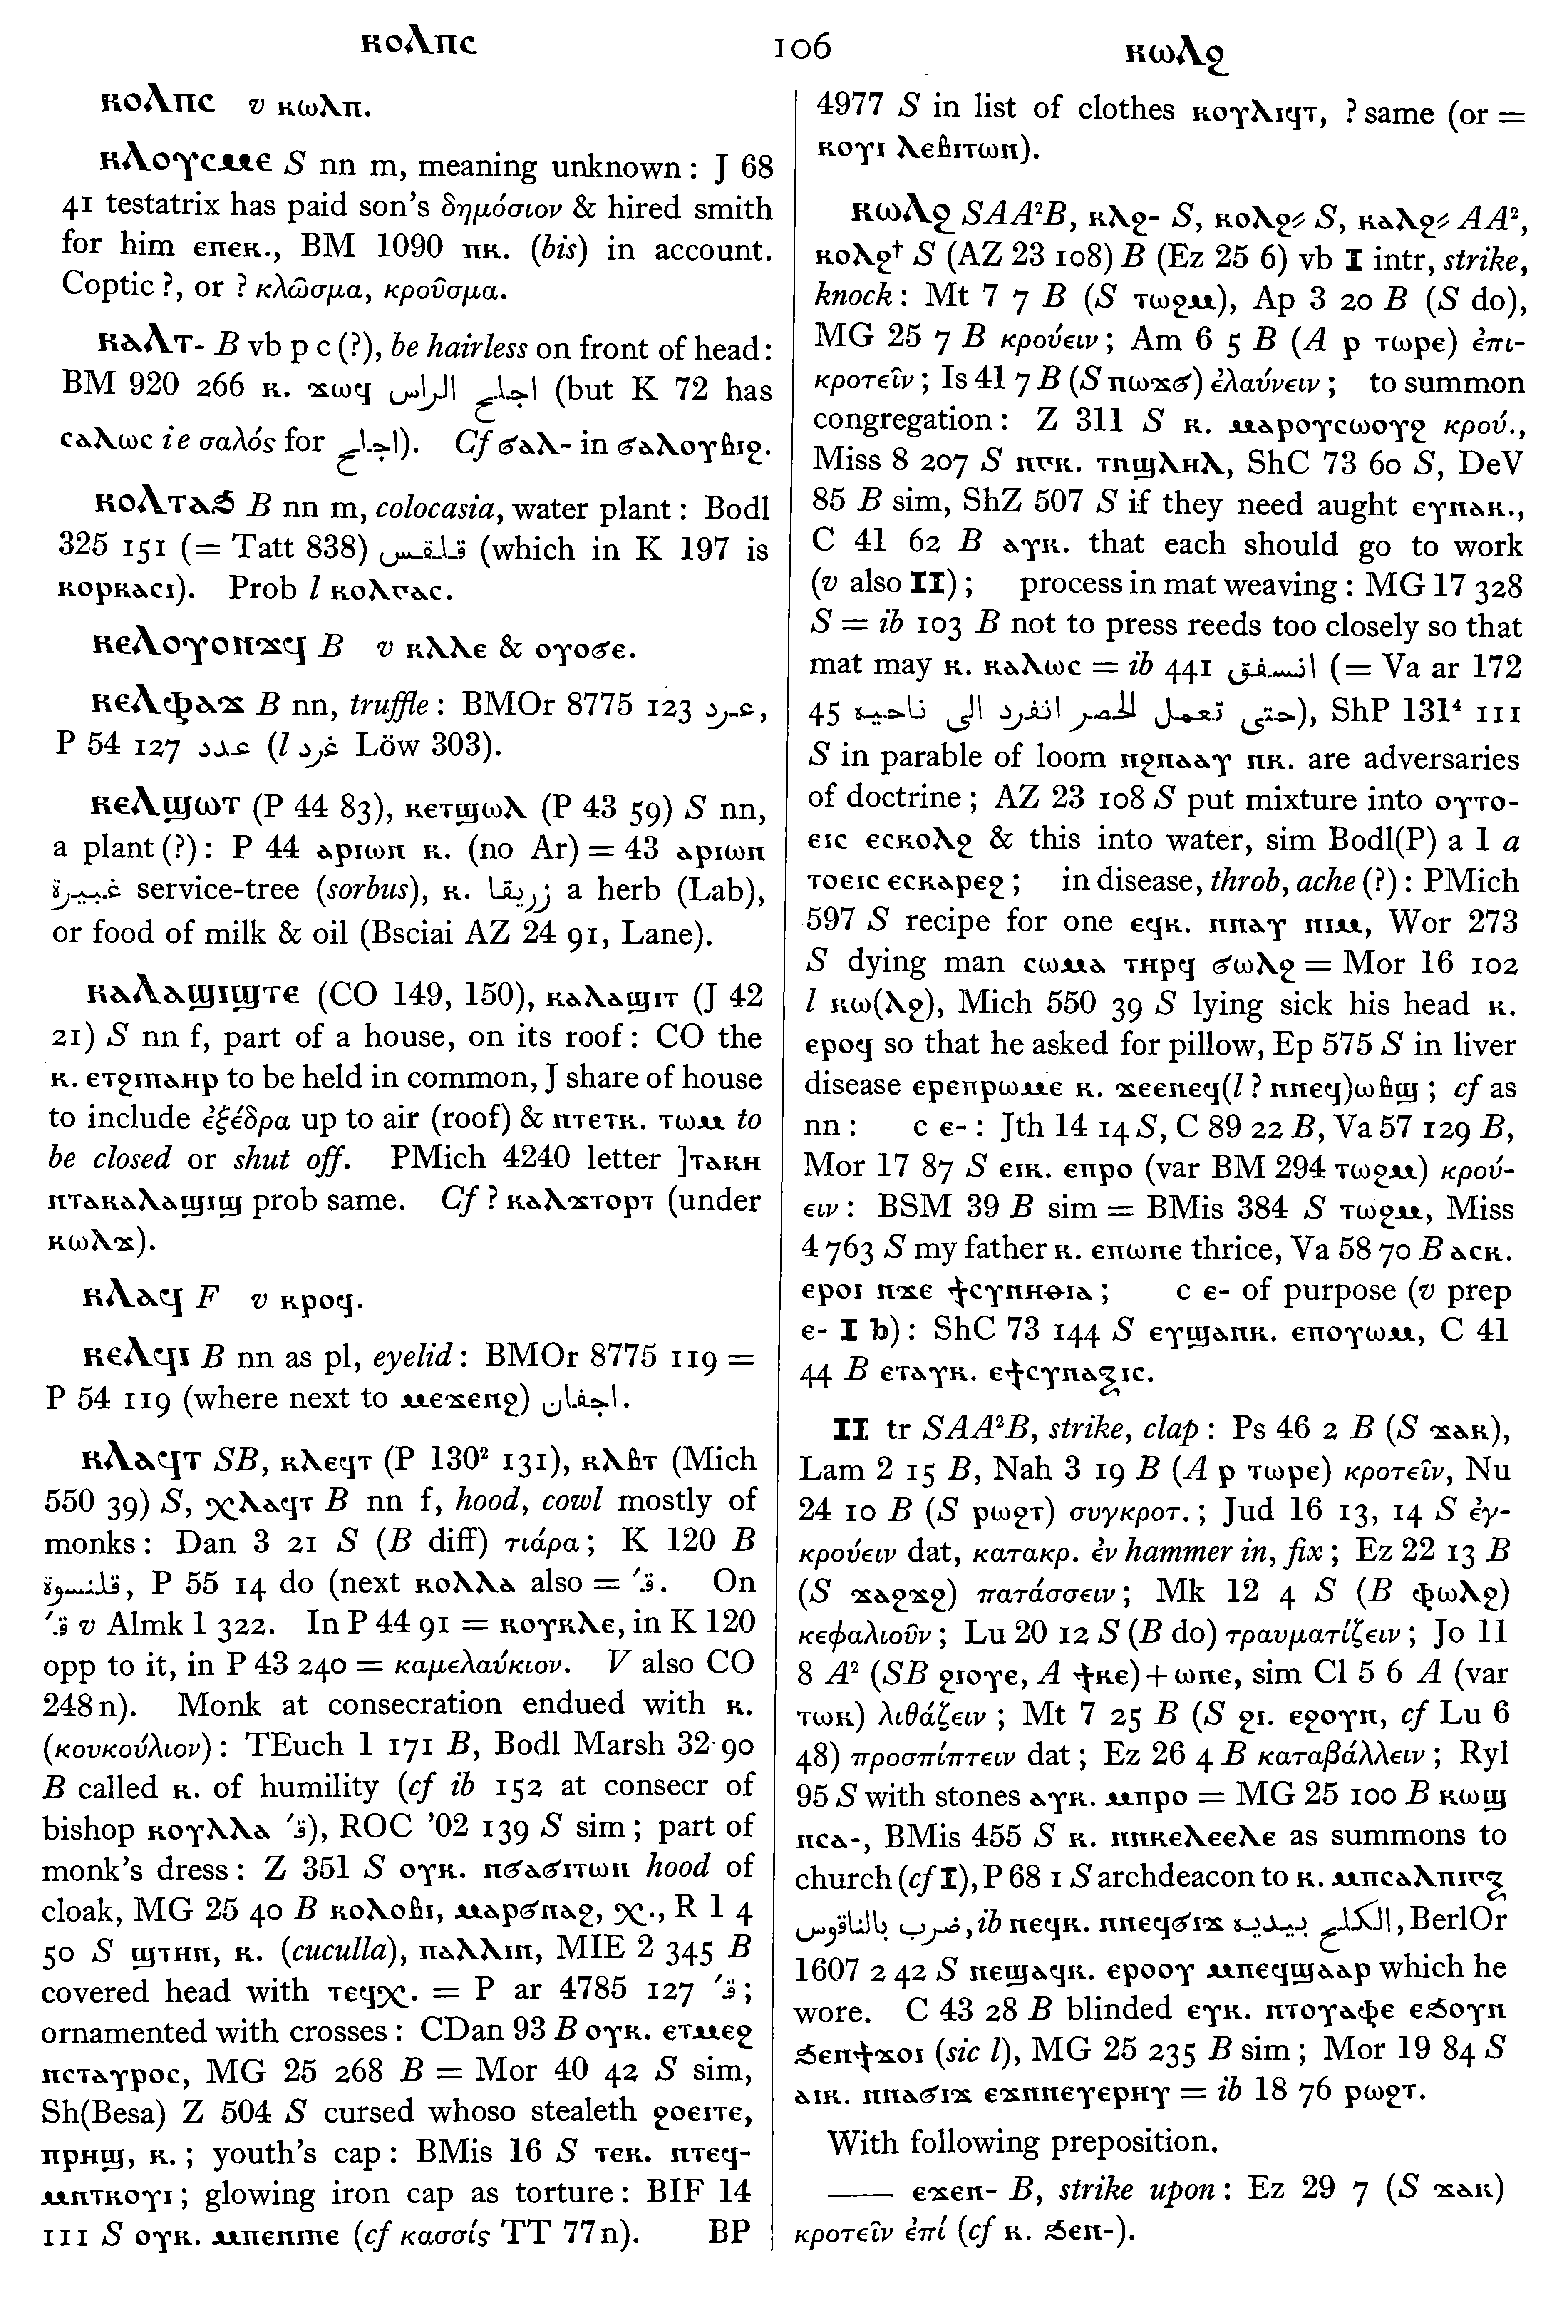 ⲕⲟⲗⲡⲥ 106 ⲕⲱⲗϩ
ⲕⲟⲗⲡⲥ v ⲕⲱⲗⲡ.
ⲕⲗⲟⲩⲥⲙⲉ S nn m, meaning unknown: J 68
41 testatrix has paid son's δημόσιον & hired smith
for him ⲉⲡⲉⲕ., BM 1090 ⲡⲕ. (bis) in account.
Coptic ?, or ? κλῶσμα, κροῦσμα.
ⲕⲁⲗⲧ- B vb p c (?), be hairless on front of head:
BM 920 266 ⲕ. ϫⲱϥ اجلح الراس (but K 72 has
ⲥⲁⲗⲱⲥ ie σαλός for اجلح). Cf ϭⲁⲗ- in ϭⲁⲗⲟⲩⲃⲓϩ.
ⲕⲟⲗⲧⲁϧ B nn m, colocasia, water plant: Bodl
325 151 (= Tatt 838) قلقس (which in K 197 is
ⲕⲟⲣⲕⲁⲥⲓ). Prob l ⲕⲟⲗⲅⲁⲥ.
ⲕⲉⲗⲟⲩⲟⲛϫϥ B v ⲕⲗⲗⲉ & ⲟⲩⲟϭⲉ.
ⲕⲉⲗⲫⲁϫ B nn, truffle: BMOr 8775 123 عرد,
P 54 127 عدد (l غرد Löw 303).
ⲕⲉⲗϣⲱⲧ (P 44 83), ⲕⲉⲧϣⲱⲗ (P 43 59) S nn,
a plant (?): P 44 ⲁⲣⲓⲱⲛ ⲕ. (no Ar) = 43 ⲁⲣⲓⲱⲛ
غبيرة service-tree (sorbus), ⲕ. زريقا a herb (Lab),
or food of milk & oil (Bsciai AZ 24 91, Lane).
ⲕⲁⲗⲁϣⲓϣⲧⲉ (CO 149, 150), ⲕⲁⲗⲁϣⲓⲧ (J 42
21) S nn f, part of a house, on its roof: CO the
ⲕ. ⲉⲧϩⲓⲡⲁⲏⲣ to be held in common, J share of house
to include ἐξέδρα up to air (roof) & ⲛⲧⲉⲧⲕ. ⲧⲱⲙ to
be closed or shut off. PMich 4240 letter ]ⲧⲁⲕⲏ
ⲛⲧⲁⲕⲁⲗⲁϣⲓϣ prob same. Cf ? ⲕⲁⲗϫⲧⲟⲣⲧ (under
ⲕⲱⲗϫ).
ⲕⲗⲁϥ F v ⲕⲣⲟϥ.
ⲕⲉⲗϥⲓ B nn as pl, eyelid: BMOr 8775 119 =
P 54 119 (where next to ⲙⲉϫⲉⲛϩ) اجفان.
ⲕⲗⲁϥⲧ SB, ⲕⲗⲉϥⲧ (P 130² 131), ⲕⲗⲃⲧ (Mich
550 39) S, ⲭⲗⲁϥⲧ B nn f, hood, cowl mostly of
monks: Dan 3 21 S (B diff) τιάρα; K 120 B
قلنسوة, P 55 14 do (next ⲕⲟⲗⲗⲁ also = ق'. On
ق' v Almk 1 322. In P 44 91 = ⲕⲟⲩⲕⲗⲉ, in K 120
opp to it, in P 43 240 = καμελαύκιον. V also CO
248 n). Monk at consecration endued with ⲕ.
(κουκούλιον): TEuch 1 171 B, Bodl Marsh 32 90
B called ⲕ. of humility (cf ib 152 at consecr of
bishop ⲕⲟⲩⲗⲗⲁ ق'), ROC '02 139 S sim; part of
monk's dress: Z 351 S ⲟⲩⲕ. ⲛϭⲁϭⲓⲧⲱⲛ hood of
cloak, MG 25 40 B ⲕⲟⲗⲟⲃⲓ, ⲙⲁⲣϭⲛⲁϩ, ⲭ., R 1 4
50 S ϣⲧⲏⲛ, ⲕ. (cuculla), ⲡⲁⲗⲗⲓⲛ, MIE 2 345 B
covered head with ⲧⲉϥⲭ. = P ar 4785 127 ق';
ornamented with crosses: CDan 93 B ⲟⲩⲕ. ⲉⲧⲙⲉϩ
ⲛⲥⲧⲁⲩⲣⲟⲥ, MG 25 268 B = Mor 40 42 S sim,
Sh(Besa) Z 504 S cursed whoso stealeth ϩⲟⲉⲓⲧⲉ,
ⲡⲣⲏϣ, ⲕ.; youth's cap: BMis 16 S ⲧⲉⲕ. ⲛⲧⲉϥ-
ⲙⲛⲧⲕⲟⲩⲓ; glowing iron cap as torture: BIF 14
111 S ⲟⲩⲕ. ⲙⲡⲉⲛⲓⲡⲉ (cf κασσίς TT 77 n). BP
4977 S in list of clothes ⲕⲟⲩⲗⲓϥⲧ, ? same (or =
ⲕⲟⲩⲓ ⲗⲉⲃⲓⲧⲱⲛ).
ⲕⲱⲗϩ SAA²B, ⲕⲗϩ- S, ⲕⲟⲗϩ⸗ S, ⲕⲁⲗϩ⸗ AA²,
ⲕⲟⲗϩ† S (AZ 23 108) B (Ez 25 6) vb I intr, strike,
knock: Mt 7 7 B (S ⲧⲱϩⲙ), Ap 3 20 B (S do),
MG 25 7 B κρούειν; Am 6 5 B (A ⲣ ⲧⲱⲣⲉ) ἐπι-
κροτεῖν; Is 41 7 B (S ⲡⲱϫϭ) ἐλαύνειν; to summon
congregation: Z 311 S ⲕ. ⲙⲁⲣⲟⲩⲥⲱⲟⲩϩ κρού.,
Miss 8 207 S ⲛⲅⲕ. ⲧⲡϣⲗⲏⲗ, ShC 73 60 S, DeV
85 B sim, ShZ 507 S if they need aught ⲉⲩⲛⲁⲕ.,
C 41 62 B ⲁⲩⲕ. that each should go to work
(v also II); process in mat weaving: MG 17 328
S = ib 103 B not to press reeds too closely so that
mat may ⲕ. ⲕⲁⲗⲱⲥ = ib 441 انسفق (= Va ar 172
45 حتى تعمل الحصر انفرد الى ناحية), ShP 131⁴ 111
S in parable of loom ⲛϩⲛⲁⲁⲩ ⲛⲕ. are adversaries
of doctrine; AZ 23 108 S put mixture into ⲟⲩⲧⲟ-
ⲉⲓⲥ ⲉⲥⲕⲟⲗϩ & this into water, sim Bodl(P) a 1 a
ⲧⲟⲉⲓⲥ ⲉⲥⲕⲁⲣⲉϩ; in disease, throb, ache (?): PMich
597 S recipe for one ⲉϥⲕ. ⲛⲛⲁⲩ ⲛⲓⲙ, Wor 273
S dying man ⲥⲱⲙⲁ ⲧⲏⲣϥ ϭⲱⲗϩ = Mor 16 102
l ⲕⲱ(ⲗϩ), Mich 550 39 S lying sick his head ⲕ.
ⲉⲣⲟϥ so that he asked for pillow, Ep 575 S in liver
disease ⲉⲣⲉⲡⲣⲱⲙⲉ ⲕ. ϫⲉⲉⲛⲉϥ(l ? ⲛⲛⲉϥ)ⲱⲃϣ; cf as
nn: c ⲉ-: Jth 14 14 S, C 89 22 B, Va 57 129 B,
Mor 17 87 S ⲉⲓⲕ. ⲉⲡⲣⲟ (var BM 294 ⲧⲱϩⲙ) κρού-
ειν: BSM 39 B sim = BMis 384 S ⲧⲱϩⲙ, Miss
4 763 S my father ⲕ. ⲉⲡⲱⲛⲉ thrice, Va 58 70 B ⲁⲥⲕ.
ⲉⲣⲟⲓ ⲛϫⲉ ϯⲥⲩⲛⲏⲑⲓⲁ; c ⲉ- of purpose (v prep
ⲉ- I b): ShC 73 144 S ⲉⲩϣⲁⲛⲕ. ⲉⲡⲟⲩⲱⲙ, C 41
44 B ⲉⲧⲁⲩⲕ. ⲉϯⲥⲩⲛⲁⲝⲓⲥ.
II tr SAA²B, strike, clap: Ps 46 2 B (S ϫⲁⲕ),
Lam 2 15 B, Nah 3 19 B (A ⲣ ⲧⲱⲣⲉ) κροτεῖν, Nu
24 10 B (S ⲣⲱϩⲧ) συγκροτ.; Jud 16 13, 14 S ἐγ-
κρούειν dat, κατακρ. ἐν hammer in, fix; Ez 22 13 B
(S ϫⲁϩϫϩ) πατάσσειν; Mk 12 4 S (B ⲫⲱⲗϩ)
κεφαλιοῦν; Lu 20 12 S (B do) τραυματίζειν; Jo 11
8 A² (SB ϩⲓⲟⲩⲉ, A ϯⲕⲉ) + ⲱⲛⲉ, sim Cl 5 6 A (var
ⲧⲱⲕ) λιθάζειν; Mt 7 25 B (S ϩⲓ. ⲉϩⲟⲩⲛ, cf Lu 6
48) προσπίπτειν dat; Ez 26 4 B καταβάλλειν; Ryl
95 S with stones ⲁⲩⲕ. ⲙⲡⲣⲟ = MG 25 100 B ⲕⲱϣ
ⲛⲥⲁ-, BMis 455 S ⲕ. ⲛⲛⲕⲉⲗⲉⲉⲗⲉ as summons to
church (cf I), P 68 1 S archdeacon to ⲕ. ⲙⲡⲥⲁⲗⲡⲓⲅⲝ
ضرب بالناقوس, ib ⲡⲉϥⲕ. ⲛⲛⲉϥϭⲓϫ الكلح بيديه, BerlOr
1607 2 42 S ⲡⲉϣⲁϥⲕ. ⲉⲣⲟⲟⲩ ⲙⲡⲉϥϣⲁⲁⲣ which he
wore. C 43 28 B blinded ⲉⲩⲕ. ⲛⲧⲟⲩⲁⲫⲉ ⲉϧⲟⲩⲛ
ϧⲉⲛϯϫⲟⲓ (sic l), MG 25 235 B sim; Mor 19 84 S
ⲁⲓⲕ. ⲛⲛⲁϭⲓϫ ⲉϫⲛⲛⲉⲩⲉⲣⲏⲩ = ib 18 76 ⲣⲱϩⲧ.
With following preposition.
—— ⲉϫⲉⲛ- B, strike upon: Ez 29 7 (S ϫⲁⲕ)
κροτεῖν ἐπί (cf ⲕ. ϧⲉⲛ-).